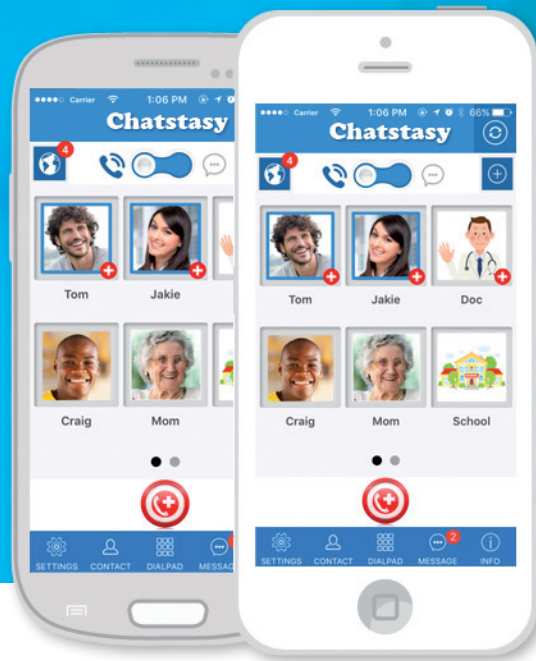 Carrier 1:06 PM
Chatstasy
4
Tom Jakie
Craig Mom
SETTINGS CONTACT DIALPAD MESSAG
Carrier 1:06 PM 66%
Chatstasy
4
Tom Jakie Doc
Craig Mom School
2
SETTINGS CONTACT DIALPAD MESSAGE INFO